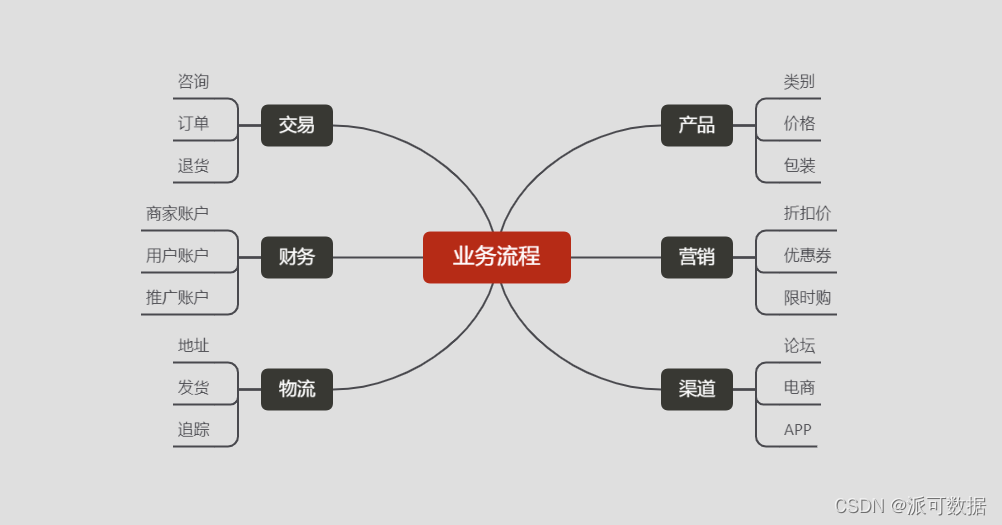 业务流程
交易
咨询
订单
退货
财务
商家账户
用户账户
推广账户
物流
地址
发货
追踪
产品
类别
价格
包装
营销
折扣价
优惠券
限时购
渠道
论坛
电商
APP
CSDN @派可数据